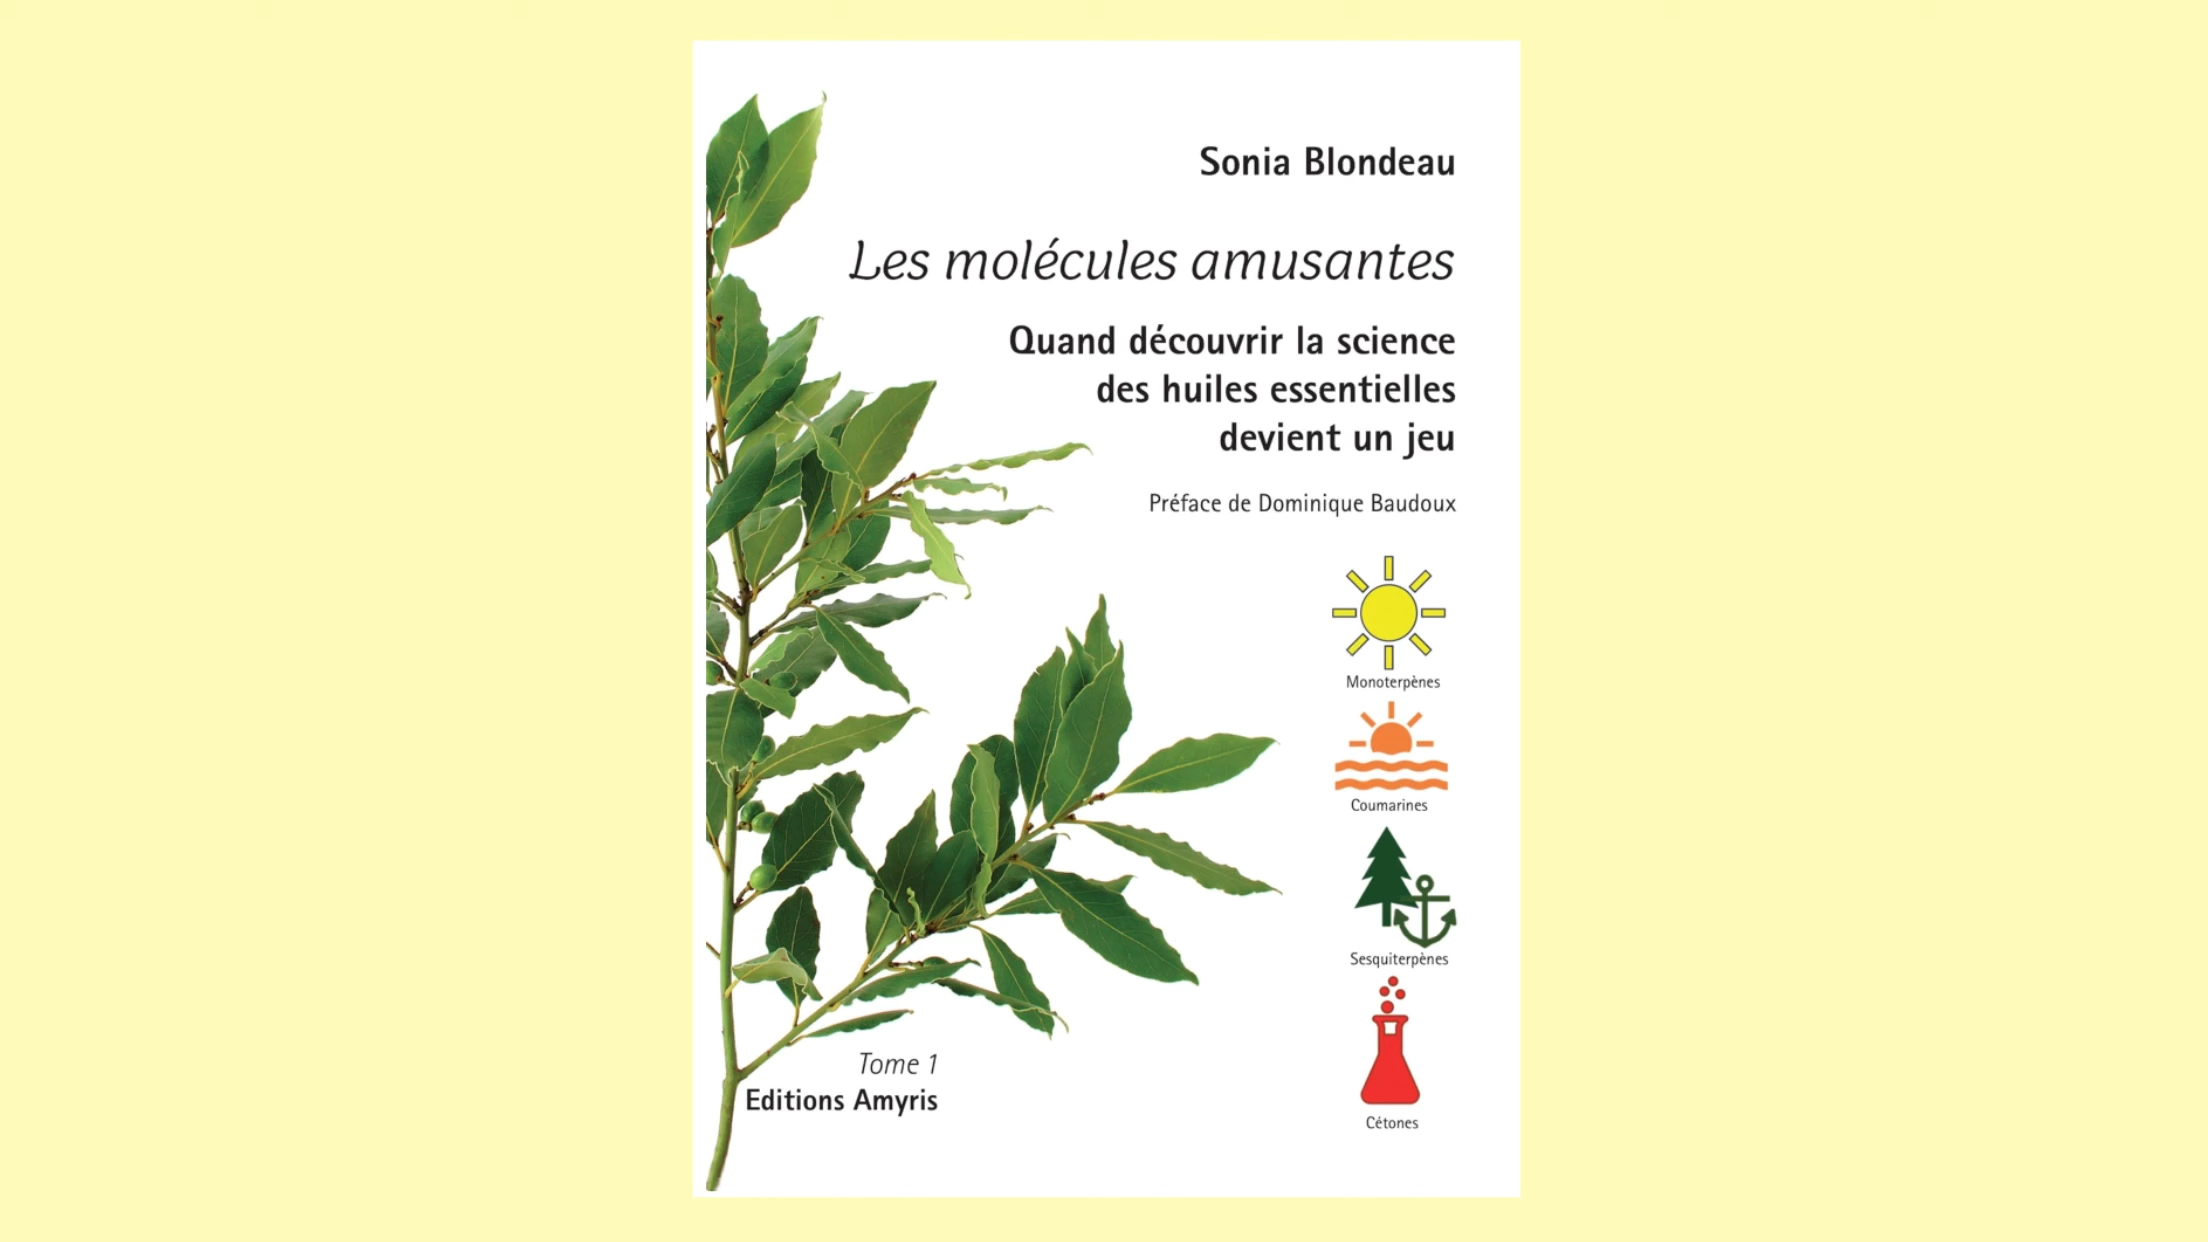 Sonia Blondeau
Les molécules amusantes
Quand découvrir la science
des huiles essentielles
devient un jeu
Préface de Dominique Baudoux
Monoterpènes
Coumarines
Sesquiterpènes
Cétones
Tome 1
Editions Amyris